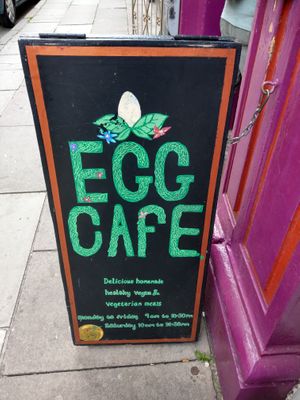 EGG
CAFE
Delicious homemade
healthy vegan &
vegetarian meals
Monday to Friday 9am to 10:30pm
Saturday 10am to 10:30pm